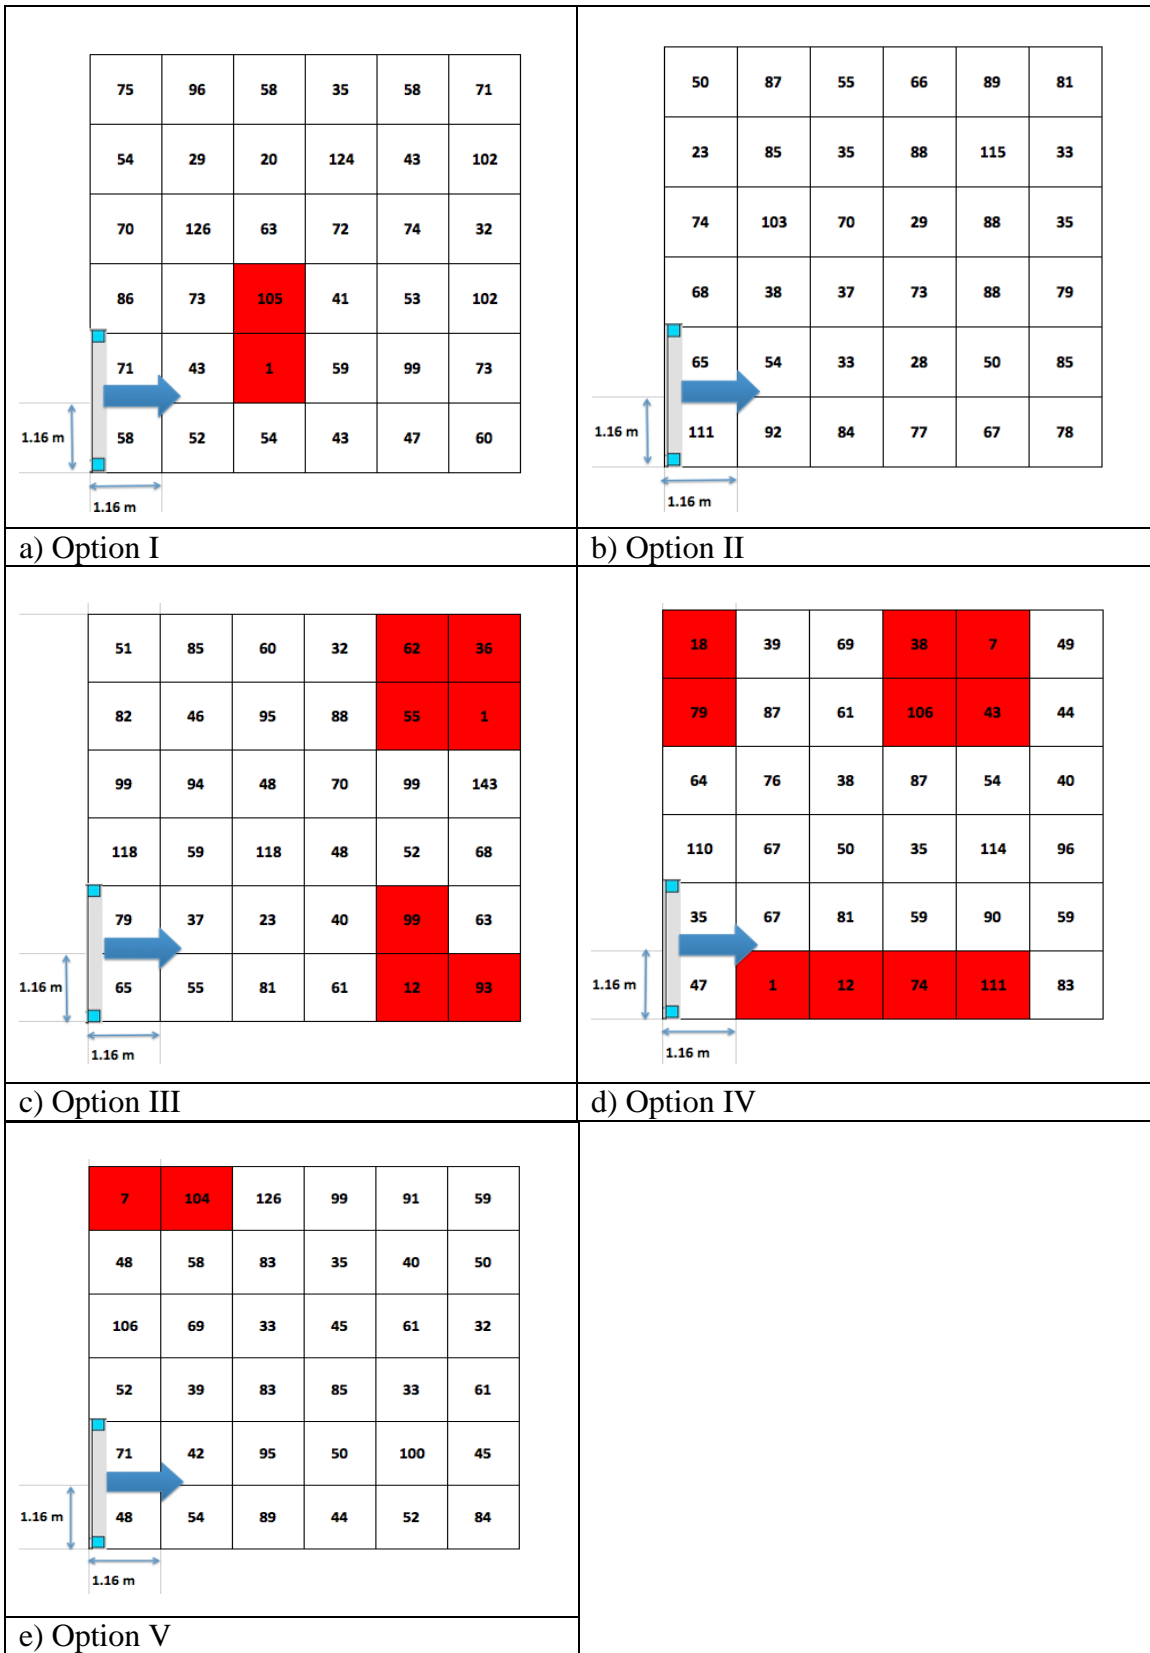 75 96 58 35 58 71
54 29 20 124 43 102
70 126 63 72 74 32
86 73 105 41 53 102
71 43 1 59 99 73
1.16 m 58 52 54 43 47 60
1.16 m
a) Option I
50 87 55 66 89 81
23 85 35 88 115 33
74 103 70 29 88 35
68 38 37 73 88 79
65 54 33 28 50 85
1.16 m 111 92 84 77 67 78
1.16 m
b) Option II
51 85 60 32 62 36
82 46 95 88 55 1
99 94 48 70 99 143
118 59 118 48 52 68
79 37 23 40 99 63
1.16 m 65 55 81 61 12 93
1.16 m
c) Option III
18 39 69 38 7 49
79 87 61 106 43 44
64 76 38 87 54 40
110 67 50 35 114 96
35 67 81 59 90 59
1.16 m 47 1 12 74 111 83
1.16 m
d) Option IV
7 104 126 99 91 59
48 58 83 35 40 50
106 69 33 45 61 32
52 39 83 85 33 61
71 42 95 50 100 45
1.16 m 48 54 89 44 52 84
1.16 m
e) Option V